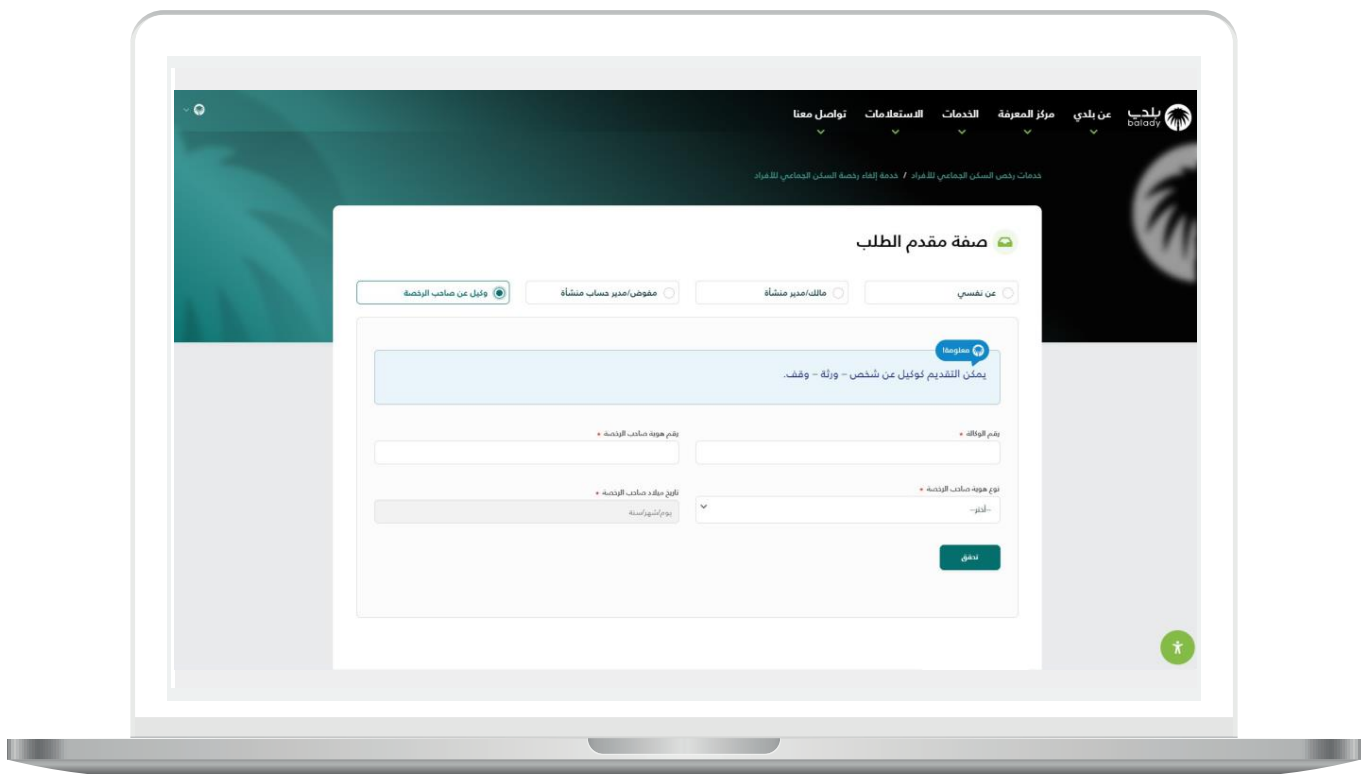 بلدي
balady
عن بلدي
مركز المعرفة
الخدمات
الاستعلامات
تواصل معنا
خدمات رخص السكن الجماعي للأفراد / خدمة إلغاء رخصة السكن الجماعي للأفراد
صفة مقدم الطلب
عن نفسي
مالك/مدير منشأة
مفوض/مدير حساب منشأة
وكيل عن صاحب الرخصة
معلومة!
يمكن التقديم كوكيل عن شخص – ورثة – وقف.
رقم الوكالة *
رقم هوية صاحب الرخصة *
نوع هوية صاحب الرخصة *
تاريخ ميلاد صاحب الرخصة *
--أختر--
يوم/شهر/سنة
تحقق